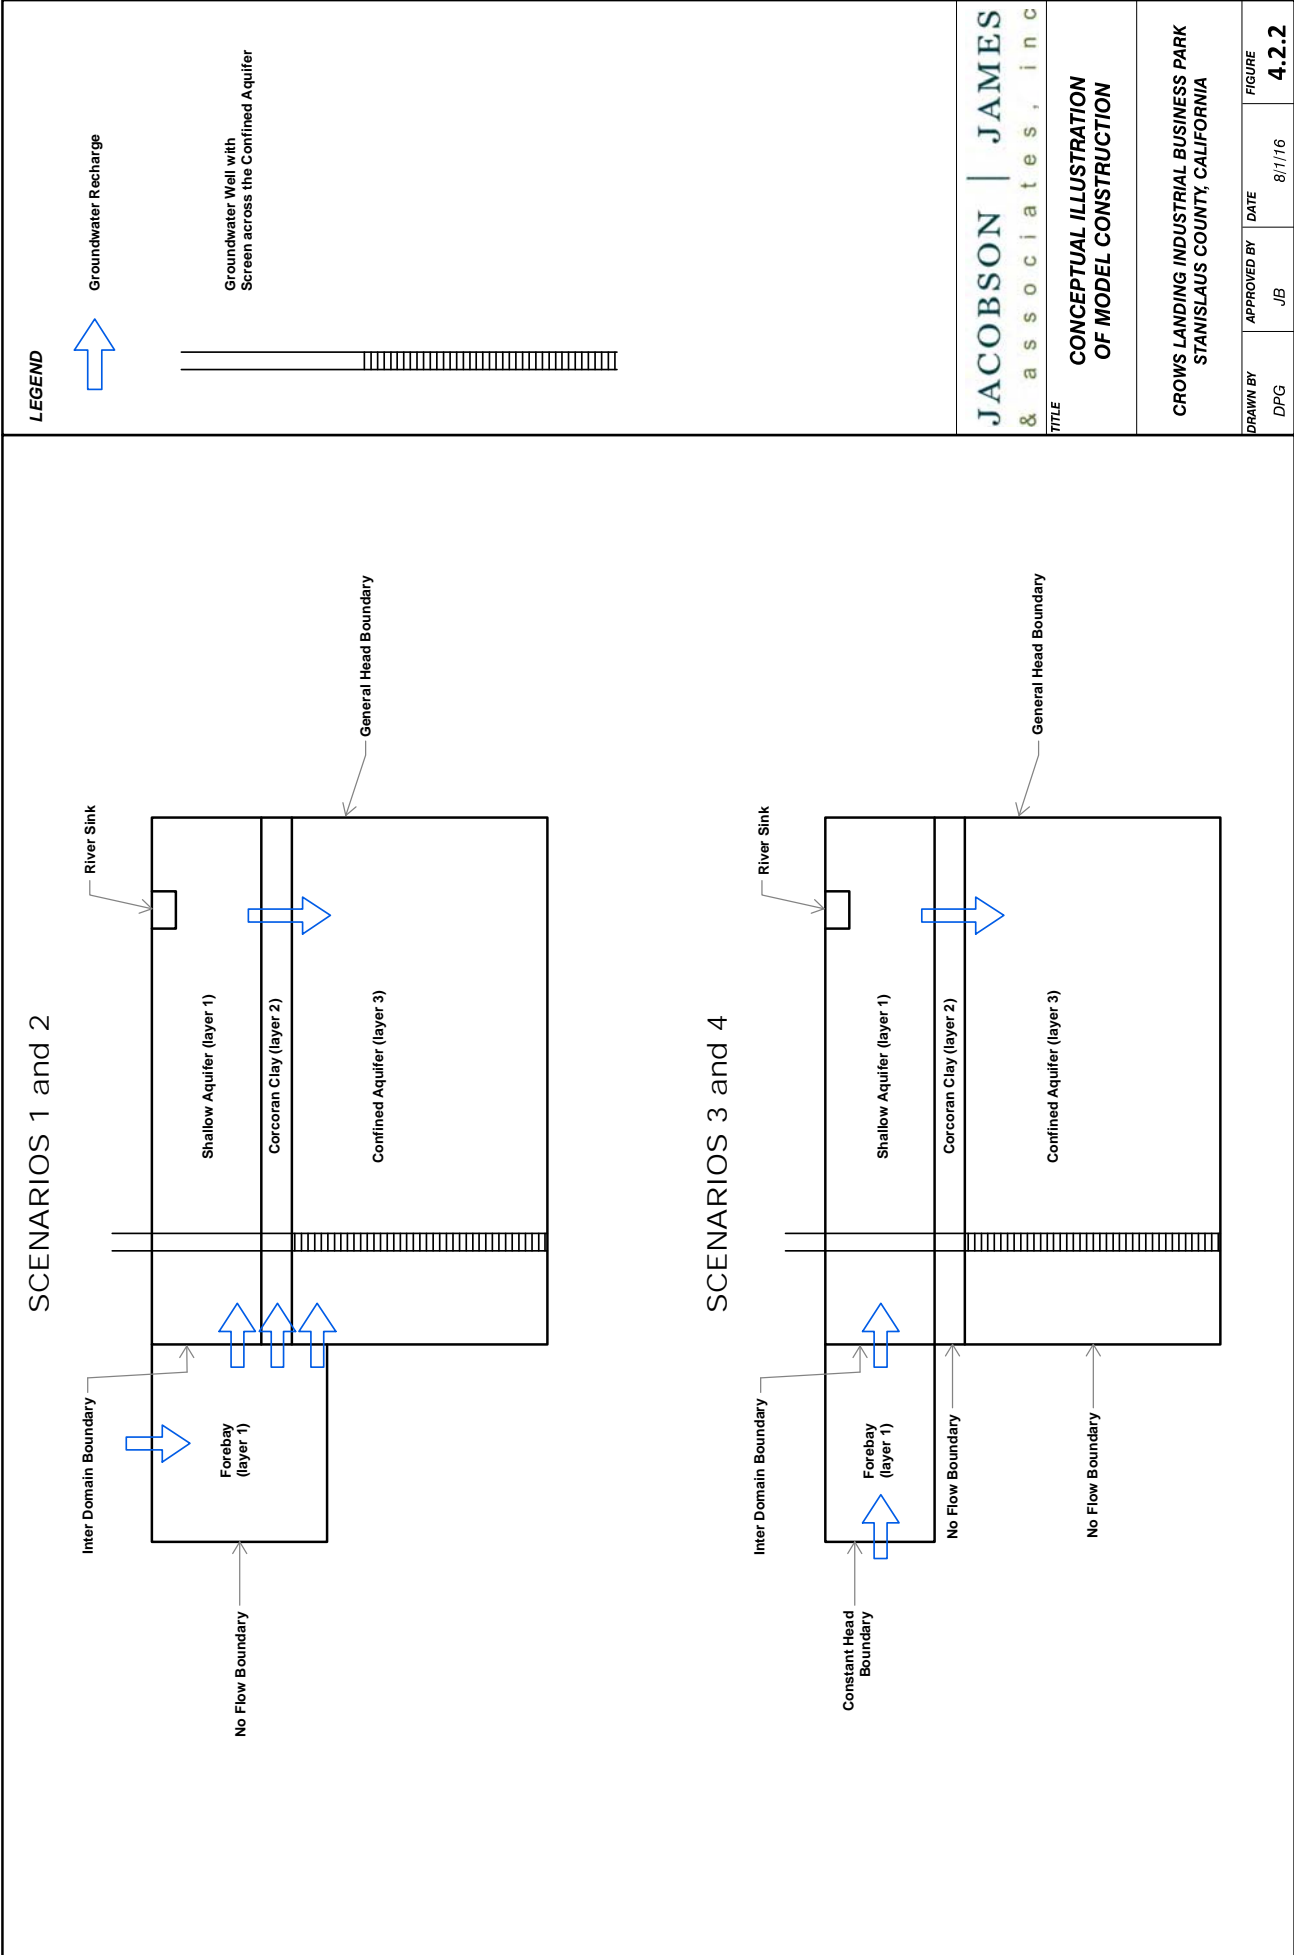 SCENARIOS 1 and 2
River Sink
Inter Domain Boundary
Shallow Aquifer (layer 1)
Forebay
(layer 1)
Corcoran Clay (layer 2)
No Flow Boundary
Confined Aquifer (layer 3)
General Head Boundary
SCENARIOS 3 and 4
River Sink
Inter Domain Boundary
Constant Head
Boundary
Forebay
(layer 1)
Shallow Aquifer (layer 1)
No Flow Boundary
Corcoran Clay (layer 2)
Confined Aquifer (layer 3)
General Head Boundary
No Flow Boundary
LEGEND
Groundwater Recharge
Groundwater Well with
Screen across the Confined Aquifer
JACOBSON | JAMES
& associates, inc
TITLE
CONCEPTUAL ILLUSTRATION
OF MODEL CONSTRUCTION
CROWS LANDING INDUSTRIAL BUSINESS PARK
STANISLAUS COUNTY, CALIFORNIA
DRAWN BY APPROVED BY DATE FIGURE
DPG JB 8/1/16 4.2.2